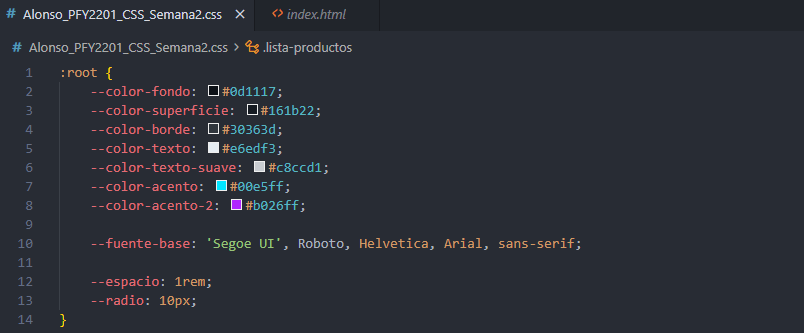 # Alonso_PFY2201_CSS_Semana2.css × <> index.html
# Alonso_PFY2201_CSS_Semana2.css > .lista-productos
1 :root {
2 --color-fondo: #0d1117;
3 --color-superficie: #161b22;
4 --color-borde: #30363d;
5 --color-texto: #e6edf3;
6 --color-texto-suave: #c8ccd1;
7 --color-acento: #00e5ff;
8 --color-acento-2: #b026ff;
9
10 --fuente-base: 'Segoe UI', Roboto, Helvetica, Arial, sans-serif;
11
12 --espacio: 1rem;
13 --radio: 10px;
14 }